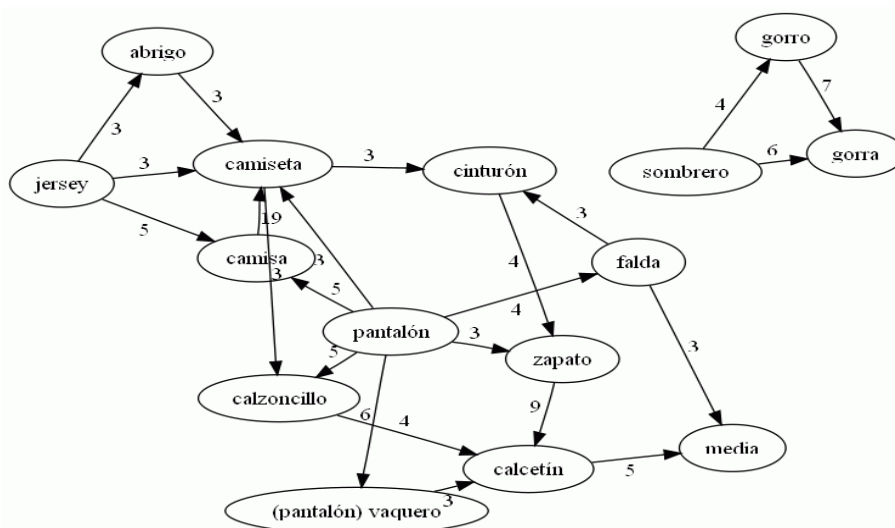 gorro
abrigo
3
7
4
3
camiseta
3
cinturón
6
gorra
3
sombrero
jersey
5
19
3
camisa
3
3
4
falda
5
4
pantalón
3
3
zapato
5
calzoncillo
6
4
9
media
calcetín
5
3
(pantalón) vaquero